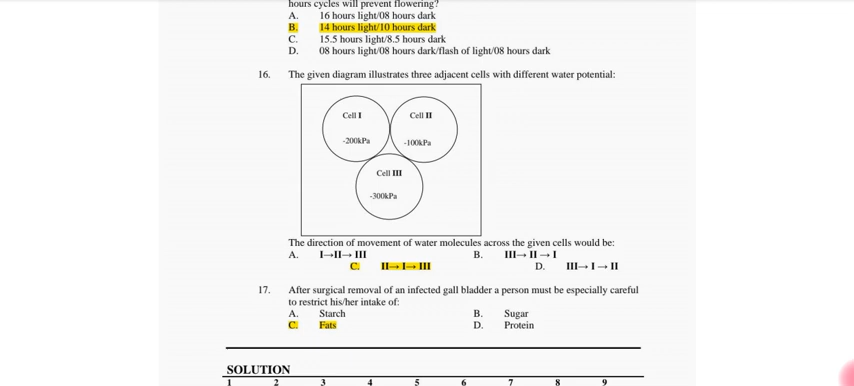 hours cycles will prevent flowering?
A. 16 hours light/08 hours dark
B. 14 hours light/10 hours dark
C. 15.5 hours light/8.5 hours dark
D. 08 hours light/08 hours dark/flash of light/08 hours dark
16. The given diagram illustrates three adjacent cells with different water potential:
Cell I Cell II
-200kPa -100kPa
Cell III
-300kPa
The direction of movement of water molecules across the given cells would be:
A. I→II→ III B. III→ II → I
C. II→ I→ III D. III→ I → II
17. After surgical removal of an infected gall bladder a person must be especially careful
to restrict his/her intake of:
A. Starch B. Sugar
C. Fats D. Protein
SOLUTION
1 2 3 4 5 6 7 8 9